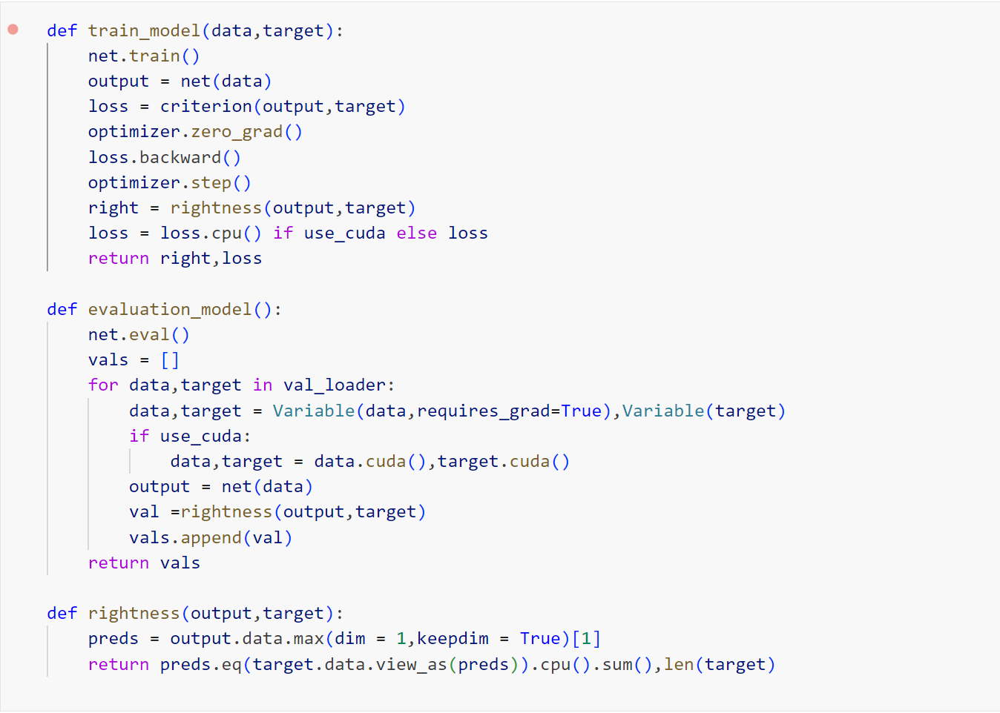 def train_model(data,target):
    net.train()
    output = net(data)
    loss = criterion(output,target)
    optimizer.zero_grad()
    loss.backward()
    optimizer.step()
    right = rightness(output,target)
    loss = loss.cpu() if use_cuda else loss
    return right,loss

def evaluation_model():
    net.eval()
    vals = []
    for data,target in val_loader:
        data,target = Variable(data,requires_grad=True),Variable(target)
        if use_cuda:
            data,target = data.cuda(),target.cuda()
        output = net(data)
        val =rightness(output,target)
        vals.append(val)
    return vals

def rightness(output,target):
    preds = output.data.max(dim = 1,keepdim = True)[1]
    return preds.eq(target.data.view_as(preds)).cpu().sum(),len(target)